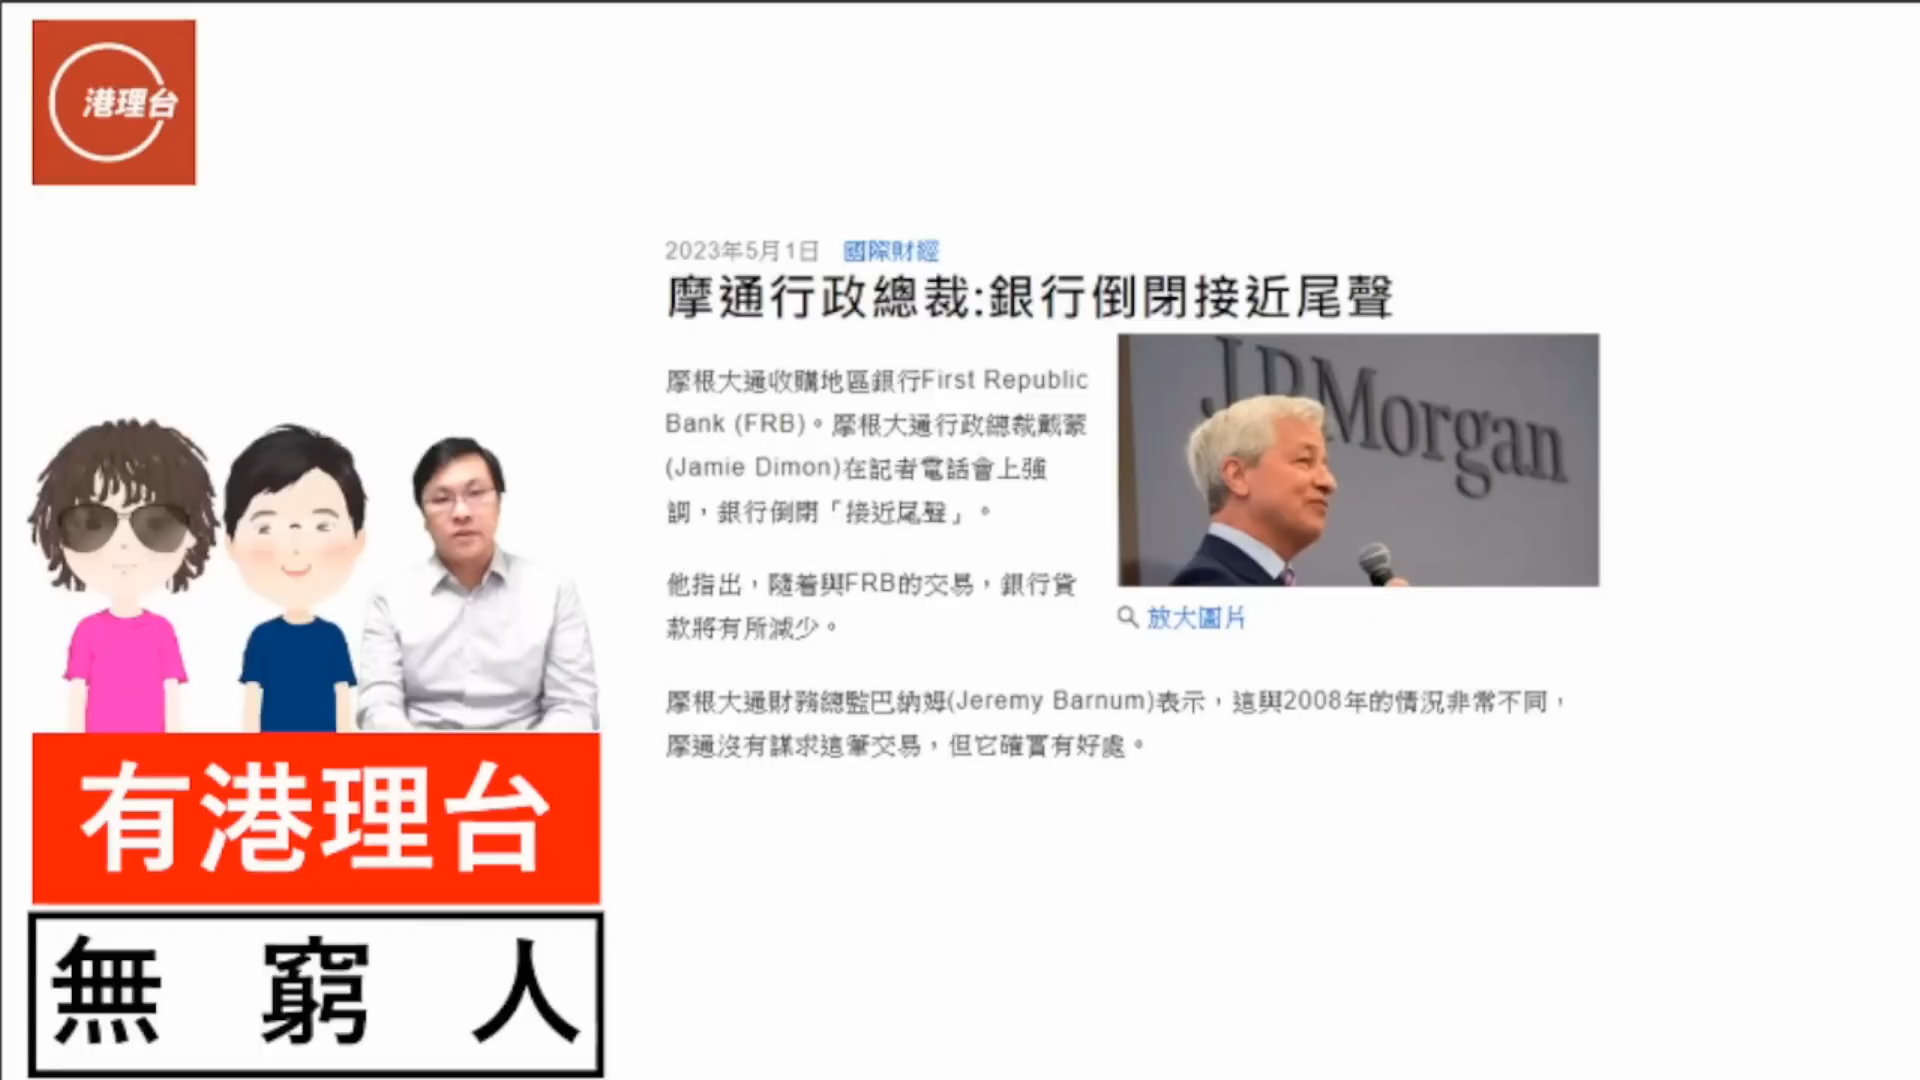 港理台
2023年5月1日 國際財經
摩通行政總裁:銀行倒閉接近尾聲
摩根大通收購地區銀行First Republic
Bank (FRB)。摩根大通行政總裁戴蒙
(Jamie Dimon)在記者電話會上強
調，銀行倒閉「接近尾聲」。
他指出，隨着與FRB的交易，銀行貸
款將有所減少。
J.P.Morgan
放大圖片
摩根大通財務總監巴納姆(Jeremy Barnum)表示，這與2008年的情況非常不同，
摩通沒有謀求這筆交易，但它確實有好處。
有港理台
無窮人